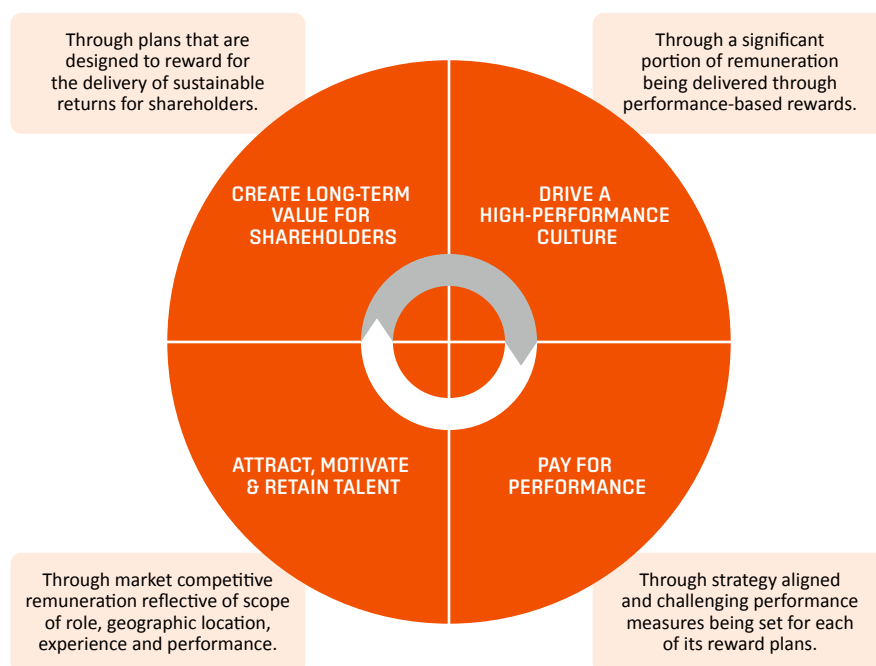 Through plans that are
designed to reward for
the delivery of sustainable
returns for shareholders.
Through a significant
portion of remuneration
being delivered through
performance-based rewards.
CREATE LONG-TERM
VALUE FOR
SHAREHOLDERS
DRIVE A
HIGH-PERFORMANCE
CULTURE
ATTRACT, MOTIVATE
& RETAIN TALENT
PAY FOR
PERFORMANCE
Through market competitive
remuneration reflective of scope
of role, geographic location,
experience and performance.
Through strategy aligned
and challenging performance
measures being set for each
of its reward plans.